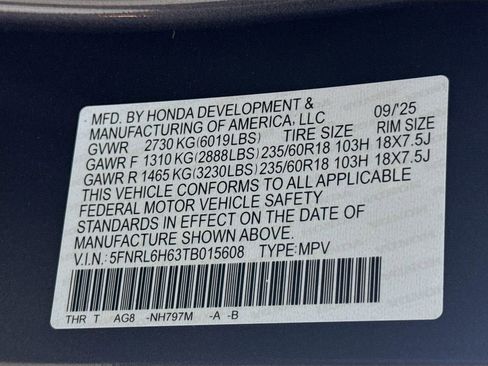 MFD. BY HONDA DEVELOPMENT & 09/'25
MANUFACTURING OF AMERICA, LLC
GVWR 2730 KG(6019LBS) TIRE SIZE RIM SIZE
GAWR F 1310 KG(2888LBS) 235/60R18 103H 18X7.5J
GAWR R 1465 KG(3230LBS) 235/60R18 103H 18X7.5J
THIS VEHICLE CONFORMS TO ALL APPLICABLE
FEDERAL MOTOR VEHICLE SAFETY
STANDARDS IN EFFECT ON THE DATE OF
MANUFACTURE SHOWN ABOVE.
V.I.N.: 5FNRL6H63TB015608 TYPE:MPV
THR T AG8 -NH797M -A -B